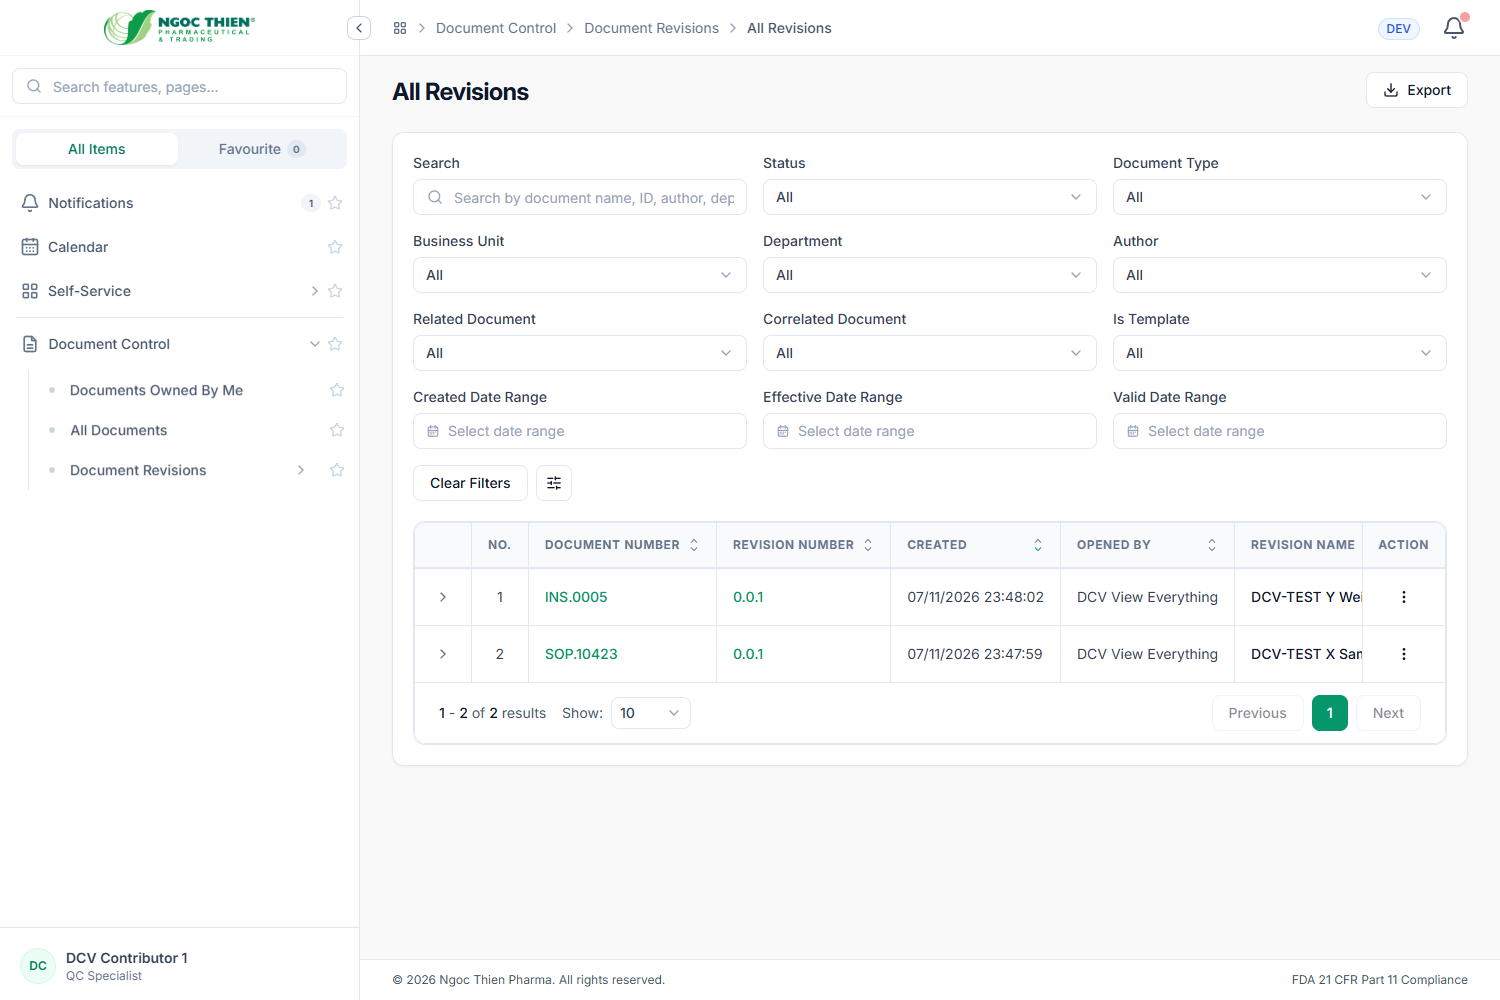 NGOC THIEN®
PHARMACEUTICAL
& TRADING
Search features, pages...
All Items
Favourite 0
Notifications 1
Calendar
Self-Service
Document Control
Documents Owned By Me
All Documents
Document Revisions
DC
DCV Contributor 1
QC Specialist
Document Control
Document Revisions
All Revisions
DEV
All Revisions
Export
Search
Status
Document Type
Search by document name, ID, author, dep
All
All
Business Unit
Department
Author
All
All
All
Related Document
Correlated Document
Is Template
All
All
All
Created Date Range
Effective Date Range
Valid Date Range
Select date range
Select date range
Select date range
Clear Filters
NO. DOCUMENT NUMBER REVISION NUMBER CREATED OPENED BY REVISION NAME ACTION
1 INS.0005 0.0.1 07/11/2026 23:48:02 DCV View Everything DCV-TEST Y Wei
2 SOP.10423 0.0.1 07/11/2026 23:47:59 DCV View Everything DCV-TEST X San
1 - 2 of 2 results Show: 10 Previous 1 Next
© 2026 Ngoc Thien Pharma. All rights reserved.
FDA 21 CFR Part 11 Compliance